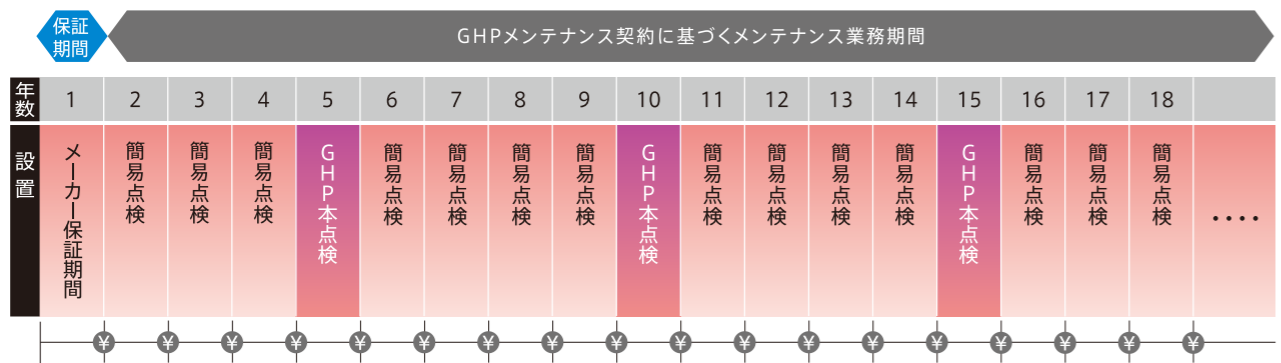 保証
期間
GHPメンテナンス契約に基づくメンテナンス業務期間
年数 1 2 3 4 5 6 7 8 9 10 11 12 13 14 15 16 17 18
設置
メーカー保証期間
簡易点検
簡易点検
簡易点検
GHP本点検
簡易点検
簡易点検
簡易点検
簡易点検
GHP本点検
簡易点検
簡易点検
簡易点検
簡易点検
GHP本点検
簡易点検
簡易点検
簡易点検
････
¥ ¥ ¥ ¥ ¥ ¥ ¥ ¥ ¥ ¥ ¥ ¥ ¥ ¥ ¥ ¥ ¥ ¥